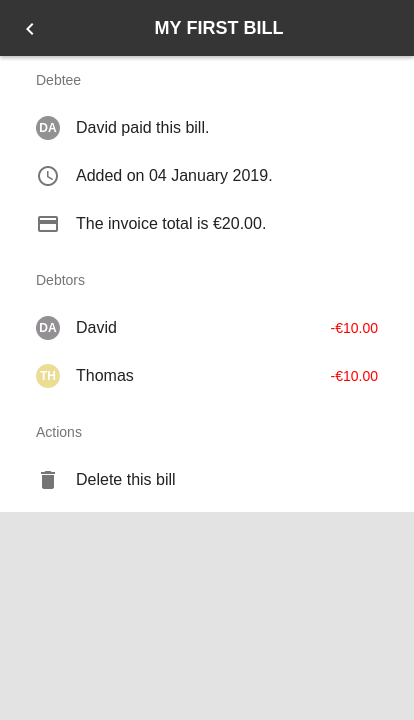 MY FIRST BILL
Debtee
DA David paid this bill.
Added on 04 January 2019.
The invoice total is €20.00.
Debtors
DA David -€10.00
TH Thomas -€10.00
Actions
Delete this bill